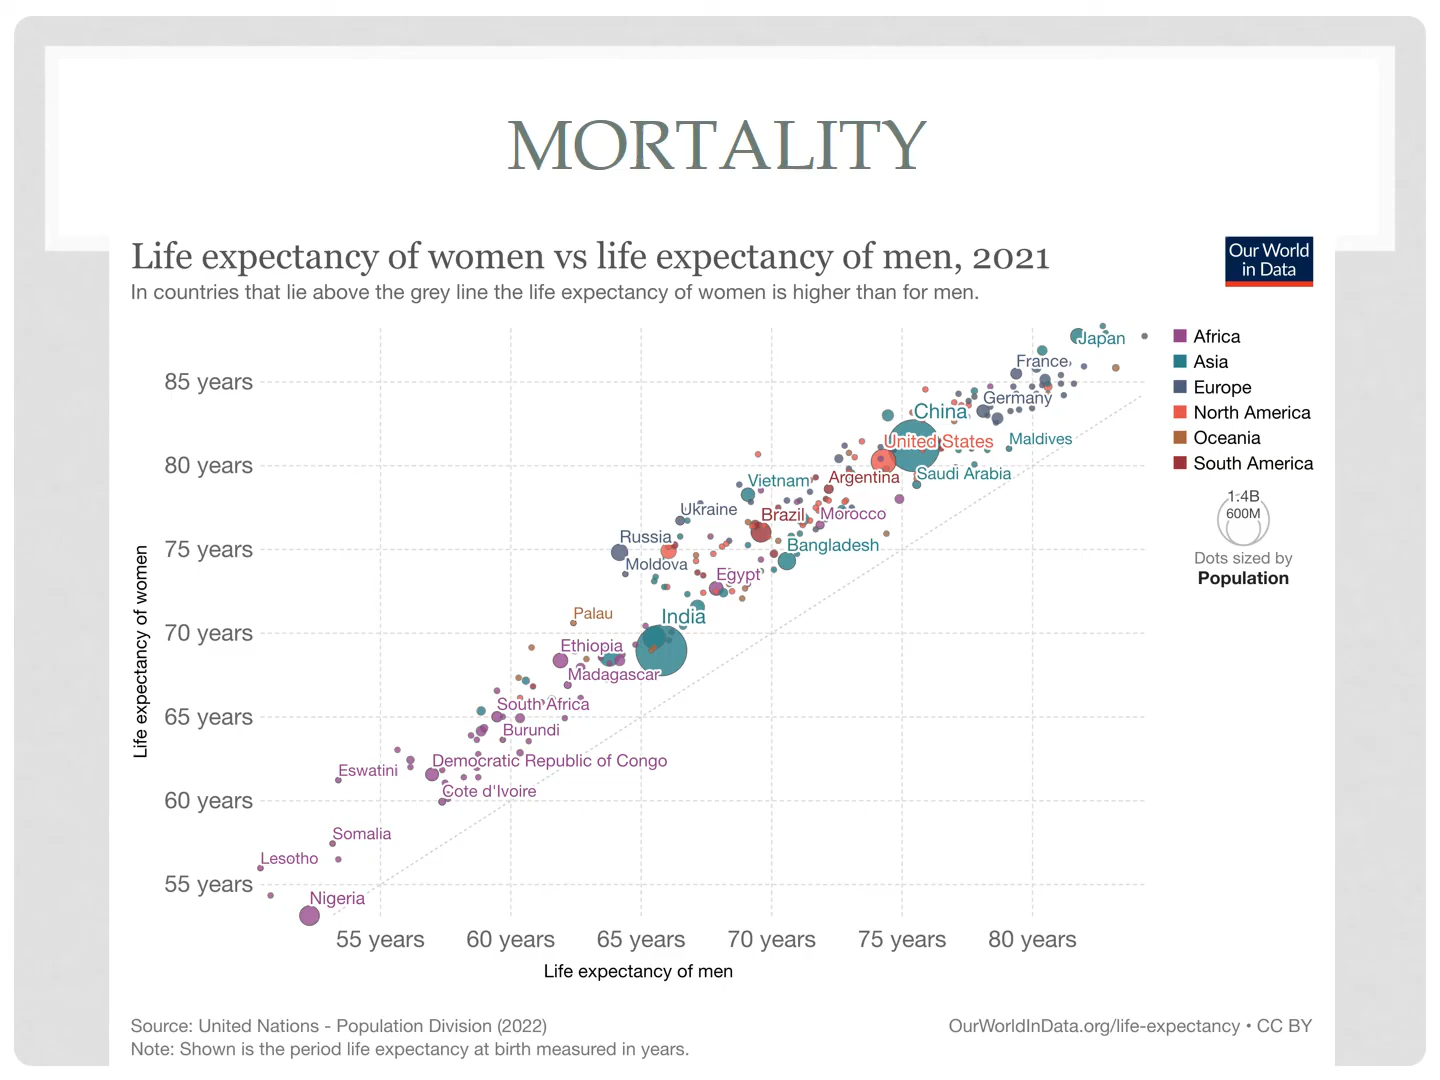 MORTALITY
Life expectancy of women vs life expectancy of men, 2021
In countries that lie above the grey line the life expectancy of women is higher than for men.
Our World
in Data
Africa
Asia
Europe
North America
Oceania
South America
1.4B
600M
Dots sized by
Population
Life expectancy of women
85 years
80 years
75 years
70 years
65 years
60 years
55 years
Japan
France
Germany
China
United States
Maldives
Saudi Arabia
Vietnam
Argentina
Ukraine
Brazil
Morocco
Russia
Bangladesh
Moldova
Egypt
Palau
India
Ethiopia
Madagascar
South Africa
Burundi
Democratic Republic of Congo
Eswatini
Cote d'Ivoire
Somalia
Lesotho
Nigeria
55 years
60 years
65 years
70 years
75 years
80 years
Life expectancy of men
Source: United Nations - Population Division (2022)
OurWorldInData.org/life-expectancy • CC BY
Note: Shown is the period life expectancy at birth measured in years.